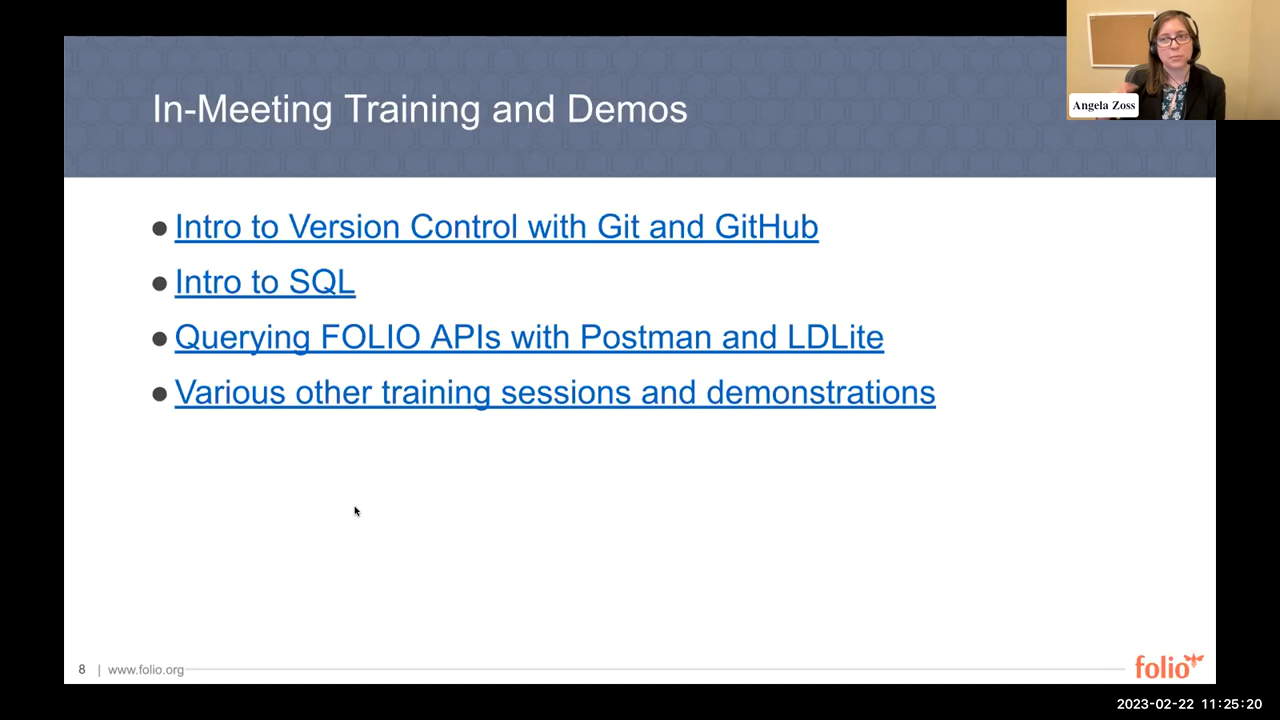 In-Meeting Training and Demos
Angela Zoss
● Intro to Version Control with Git and GitHub
● Intro to SQL
● Querying FOLIO APIs with Postman and LDLite
● Various other training sessions and demonstrations
8 | www.folio.org
folio
2023-02-22 11:25:20